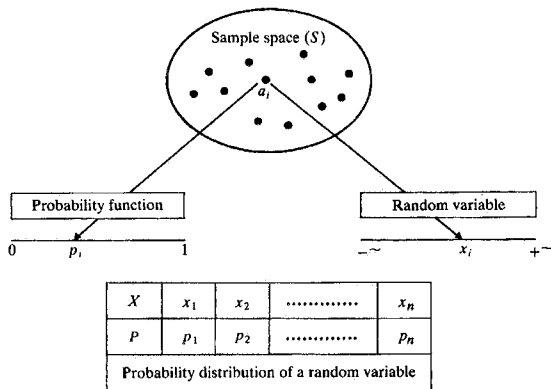 Sample space (S)
a_i
Probability function
Random variable
0 p_i 1
−~ x_i +~
X x_1 x_2 ............. x_n
P p_1 p_2 ............. p_n
Probability distribution of a random variable